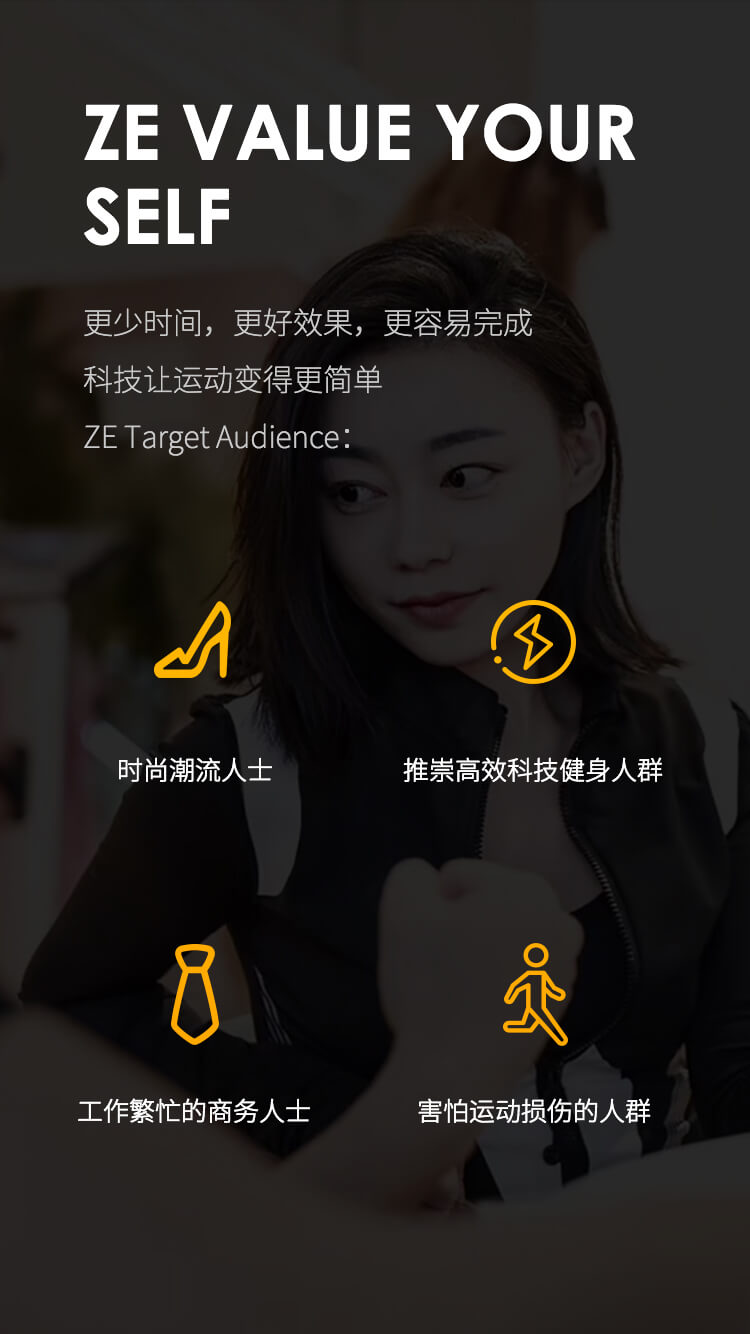 ZE VALUE YOUR
SELF
更少时间，更好效果，更容易完成
科技让运动变得更简单
ZE Target Audience：
时尚潮流人士
推崇高效科技健身人群
工作繁忙的商务人士
害怕运动损伤的人群